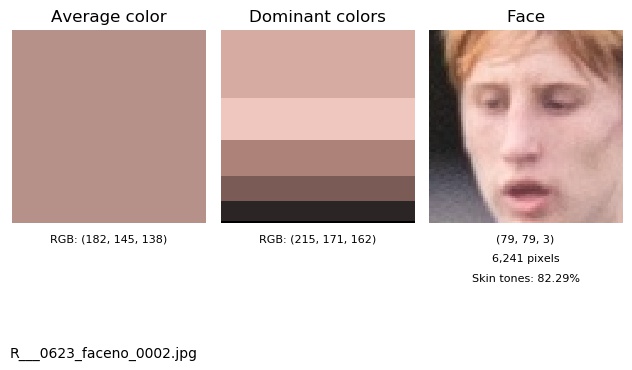 Average color
Dominant colors
Face
RGB: (182, 145, 138)
RGB: (215, 171, 162)
(79, 79, 3)
6,241 pixels
Skin tones: 82.29%
R___0623_faceno_0002.jpg